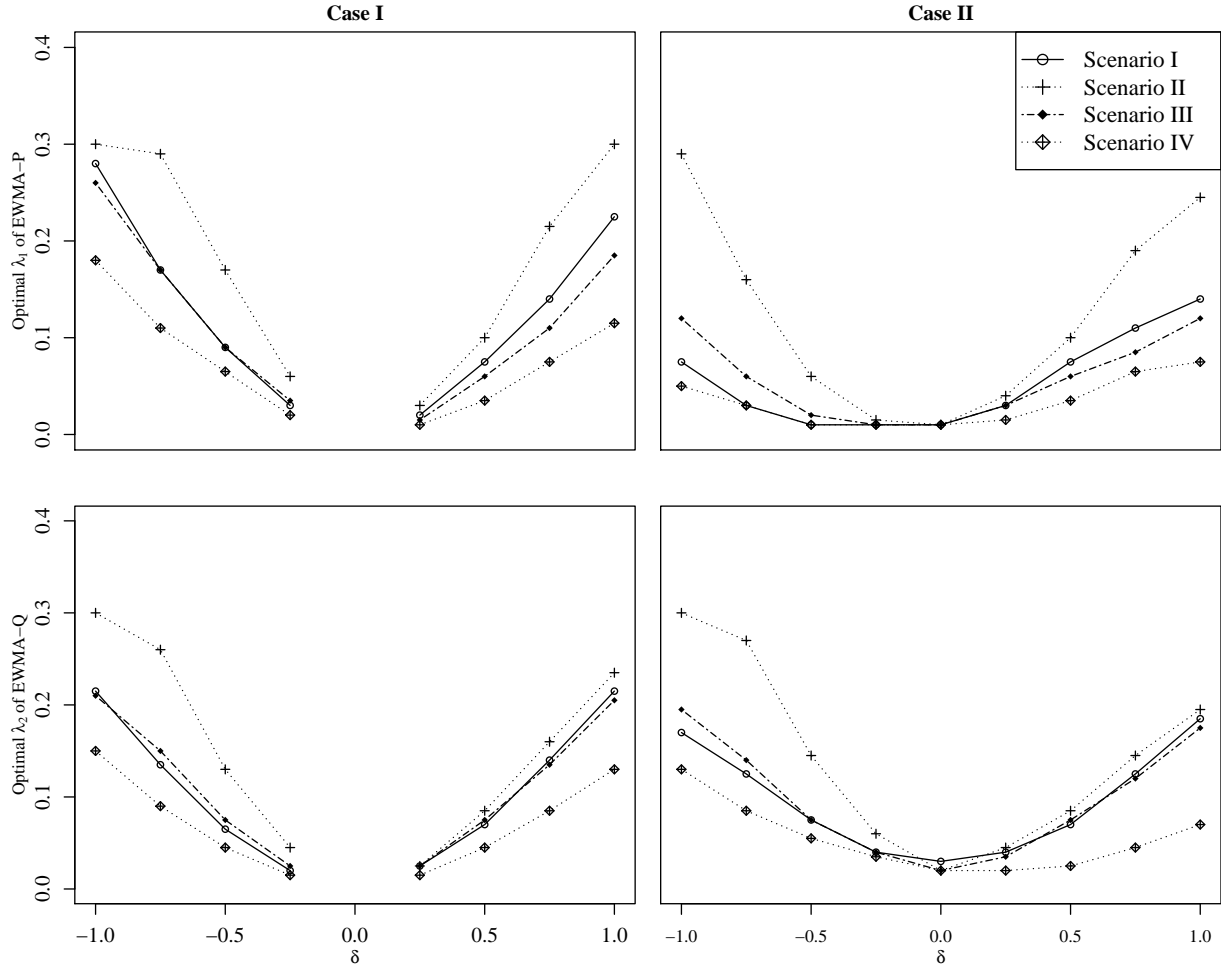 Case I
Case II
Optimal λ1 of EWMA−P
0.4
0.3
0.2
0.1
0.0
Scenario I
Scenario II
Scenario III
Scenario IV
Optimal λ2 of EWMA−Q
0.4
0.3
0.2
0.1
0.0
−1.0 −0.5 0.0 0.5 1.0
δ
−1.0 −0.5 0.0 0.5 1.0
δ